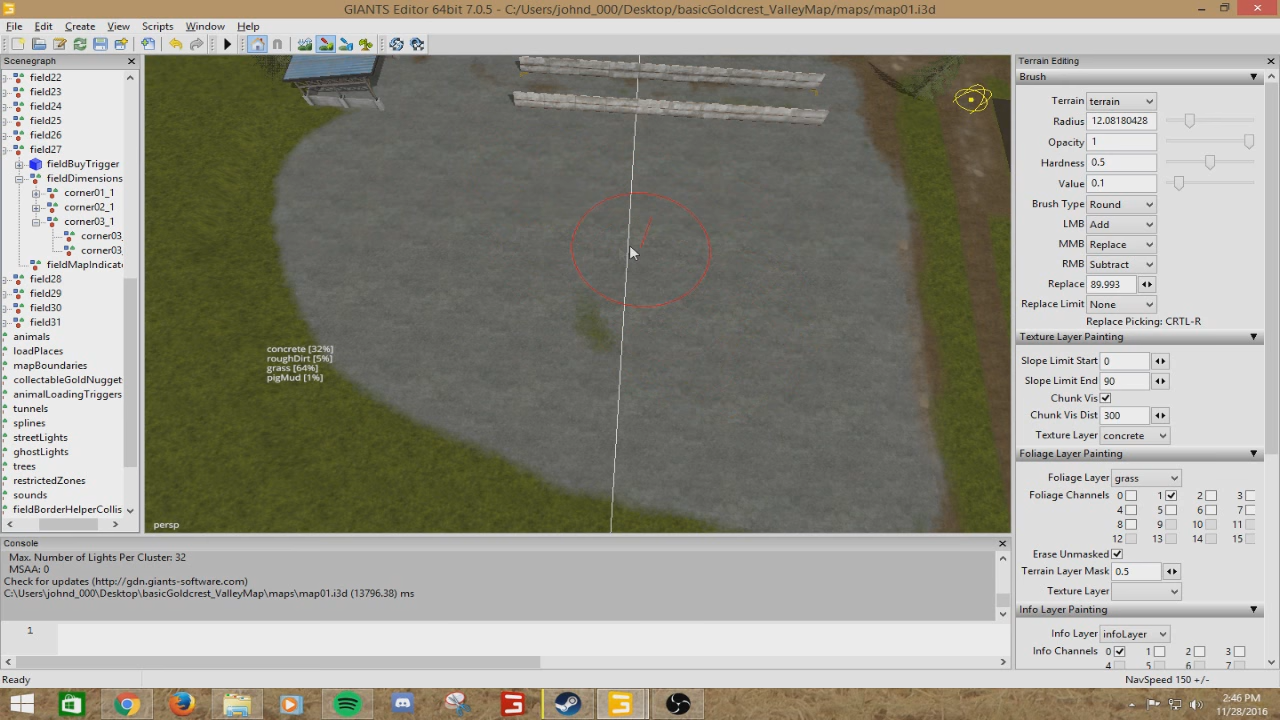 GIANTS Editor 64bit 7.0.5 - C:/Users/johnd_000/Desktop/basicGoldcrest_ValleyMap/maps/map01.i3d
File Edit Create View Scripts Window Help
Scenegraph
field22
field23
field24
field25
field26
field27
fieldBuyTrigger
fieldDimensions
corner01_1
corner02_1
corner03_1
corner03_
corner03_
fieldMapIndicat
field28
field29
field30
field31
animals
loadPlaces
mapBoundaries
collectableGoldNugget
animalLoadingTriggers
tunnels
splines
streetLights
ghostLights
trees
restrictedZones
sounds
fieldBorderHelperCollis
concrete [32%]
roughDirt [5%]
grass [64%]
pigMud [1%]
persp
Terrain Editing
Brush
Terrain terrain
Radius 12.08180428
Opacity 1
Hardness 0.5
Value 0.1
Brush Type Round
LMB Add
MMB Replace
RMB Subtract
Replace 89.993
Replace Limit None
Replace Picking: CRTL-R
Texture Layer Painting
Slope Limit Start 0
Slope Limit End 90
Chunk Vis
Chunk Vis Dist 300
Texture Layer concrete
Foliage Layer Painting
Foliage Layer grass
Foliage Channels 0 1 2 3
4 5 6 7
8 9 10 11
12 13 14 15
Erase Unmasked
Terrain Layer Mask 0.5
Texture Layer
Info Layer Painting
Info Layer infoLayer
Info Channels 0 1 2 3
4 5 6 7
Console
Max. Number of Lights Per Cluster: 32
MSAA: 0
Check for updates (http://gdn.giants-software.com)
C:\Users\johnd_000\Desktop\basicGoldcrest_ValleyMap\maps\map01.i3d (13796.38) ms
1
Ready
NavSpeed 150 +/-
2:46 PM
11/28/2016